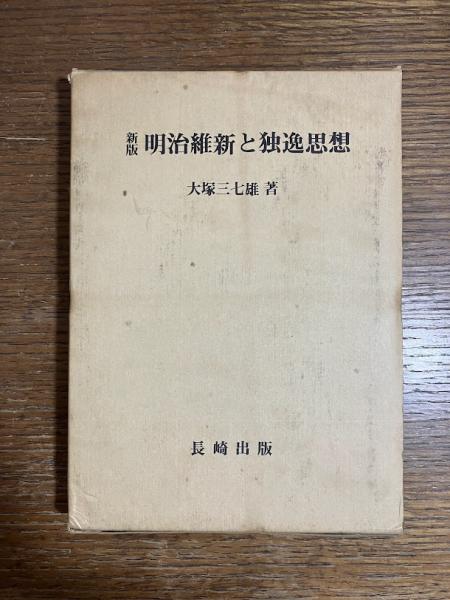 新版 明治維新と独逸思想
大塚三七雄 著
長崎出版